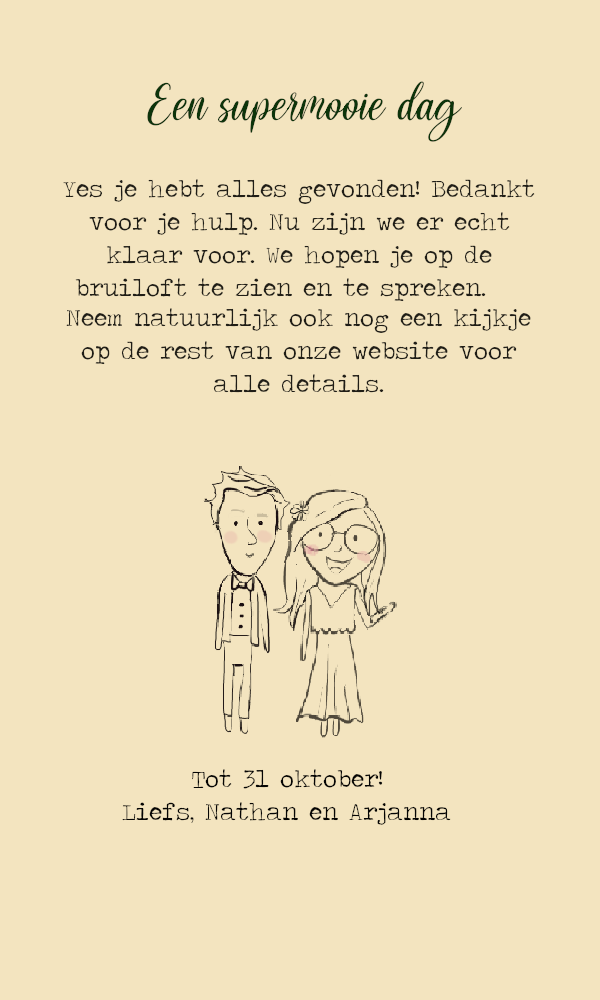 Een supermooie dag
Yes je hebt alles gevonden! Bedankt
voor je hulp. Nu zijn we er echt
klaar voor. We hopen je op de
bruiloft te zien en te spreken.
Neem natuurlijk ook nog een kijkje
op de rest van onze website voor
alle details.
Tot 31 oktober!
Liefs, Nathan en Arjanna